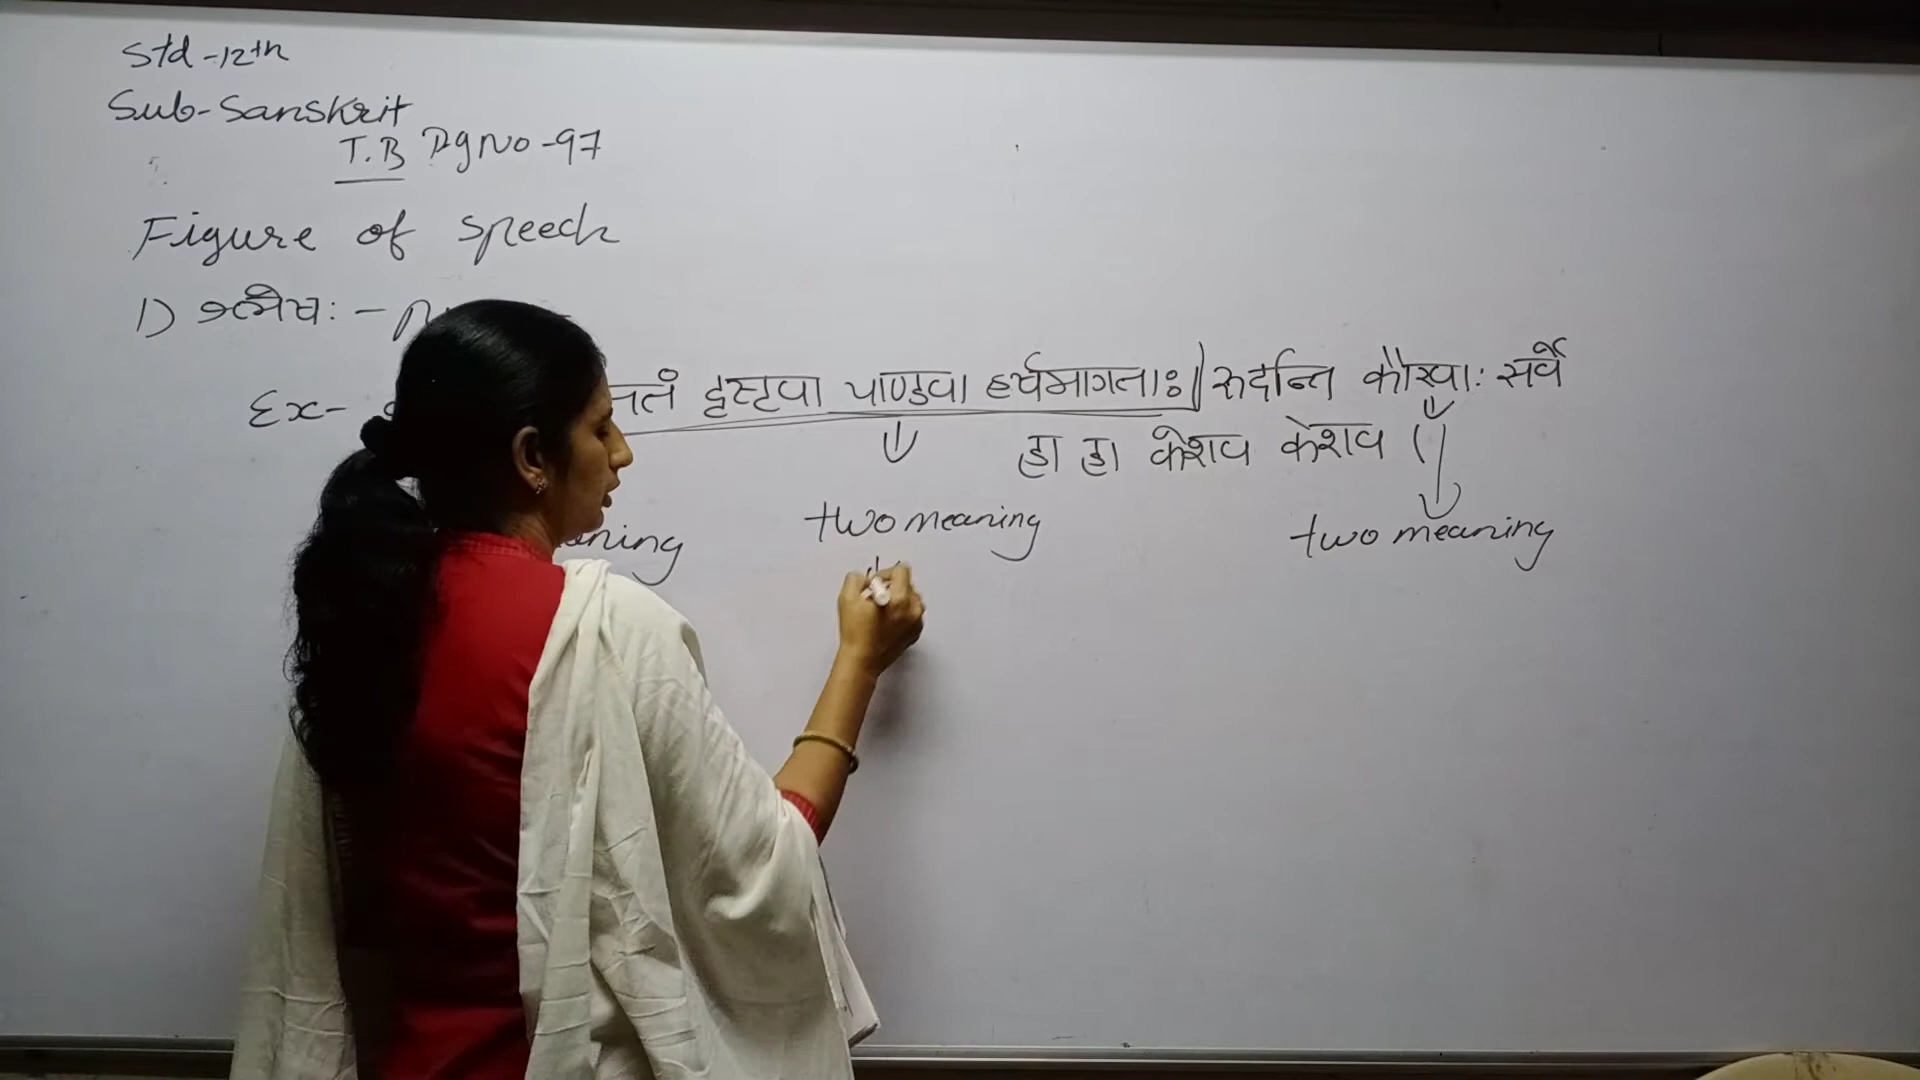 Std-12th
Sub-Sanskrit
T.B Pg No-97
Figure of speech
1) श्लेष: -
Ex- तं दृष्टवा पाण्डवा हर्षमागताः। रुदन्ति कौरवा: सर्वे
हा हा केशव केशव ।
two meaning two meaning